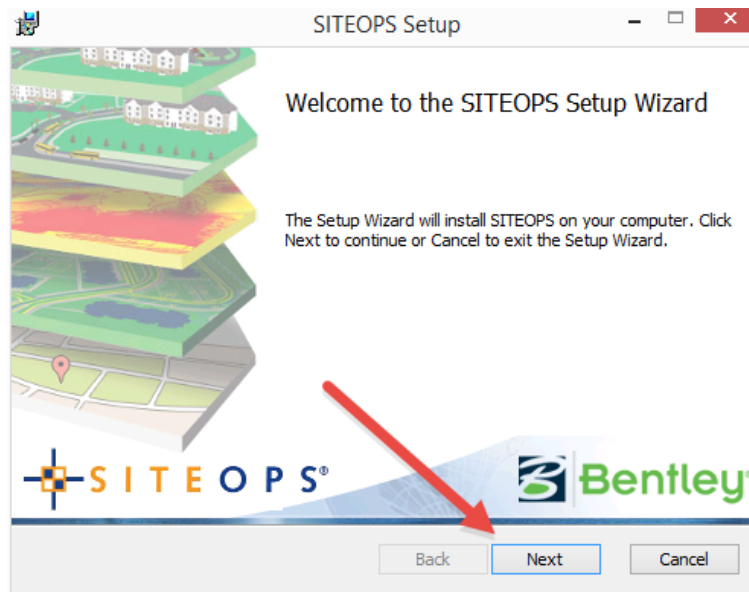 SITEOPS Setup
Welcome to the SITEOPS Setup Wizard
The Setup Wizard will install SITEOPS on your computer. Click
Next to continue or Cancel to exit the Setup Wizard.
SITEOPS®
Bentley®
Back
Next
Cancel